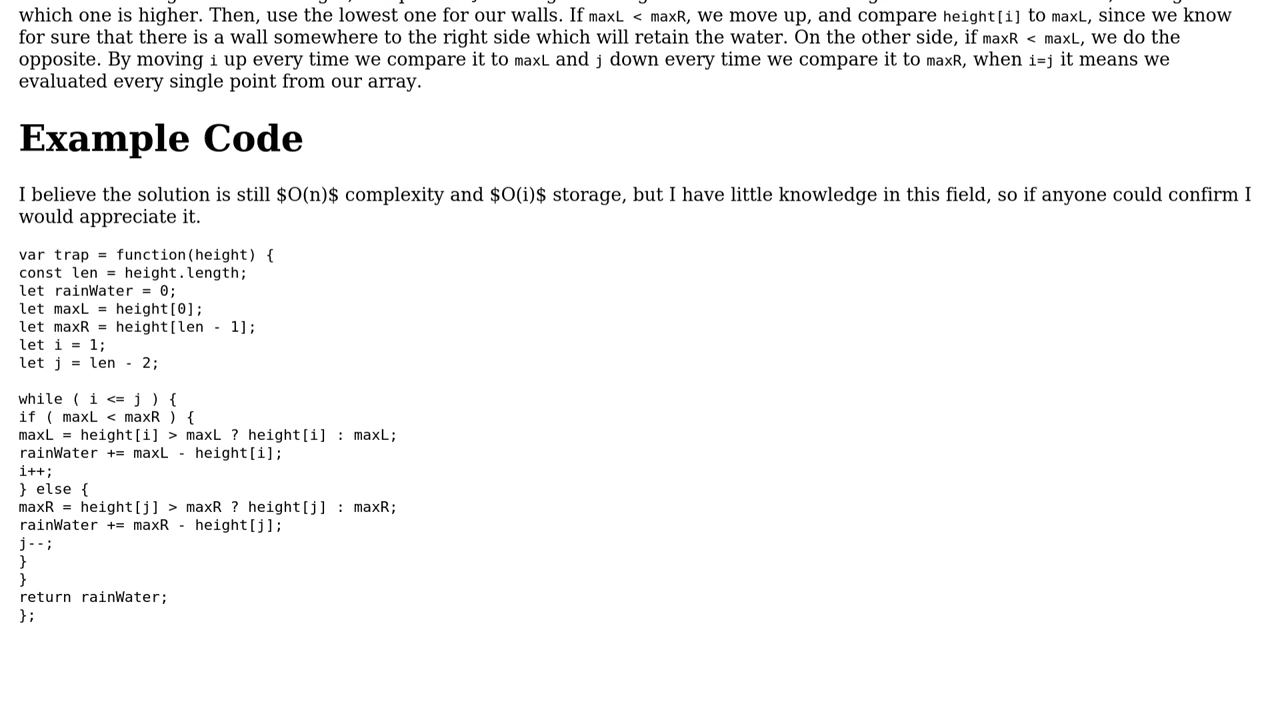 which one is higher. Then, use the lowest one for our walls. If maxL < maxR, we move up, and compare height[i] to maxL, since we know
for sure that there is a wall somewhere to the right side which will retain the water. On the other side, if maxR < maxL, we do the
opposite. By moving i up every time we compare it to maxL and j down every time we compare it to maxR, when i=j it means we
evaluated every single point from our array.
Example Code
I believe the solution is still $O(n)$ complexity and $O(i)$ storage, but I have little knowledge in this field, so if anyone could confirm I
would appreciate it.
var trap = function(height) {
const len = height.length;
let rainWater = 0;
let maxL = height[0];
let maxR = height[len - 1];
let i = 1;
let j = len - 2;
while ( i <= j ) {
if ( maxL < maxR ) {
maxL = height[i] > maxL ? height[i] : maxL;
rainWater += maxL - height[i];
i++;
} else {
maxR = height[j] > maxR ? height[j] : maxR;
rainWater += maxR - height[j];
j--;
}
}
return rainWater;
};